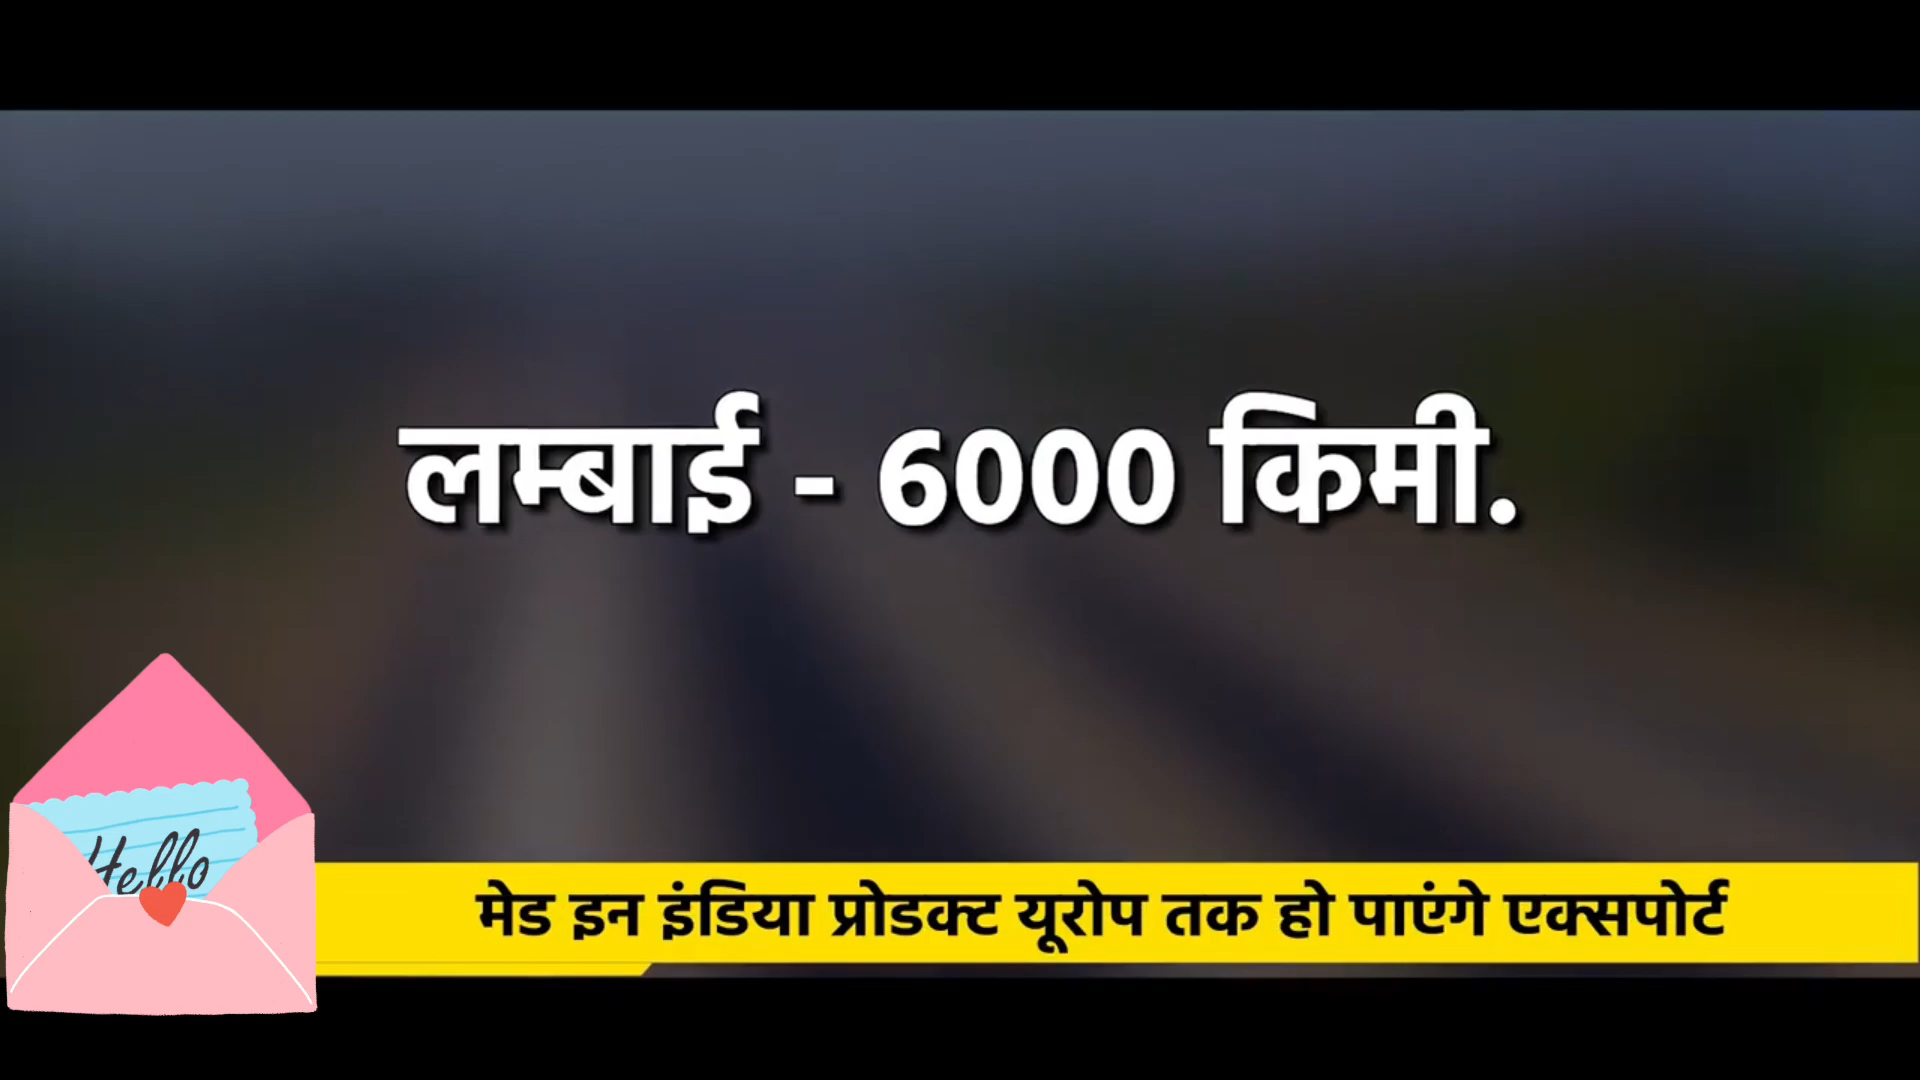 लम्बाई - 6000 किमी.
Hello
मेड इन इंडिया प्रोडक्ट यूरोप तक हो पाएंगे एक्सपोर्ट